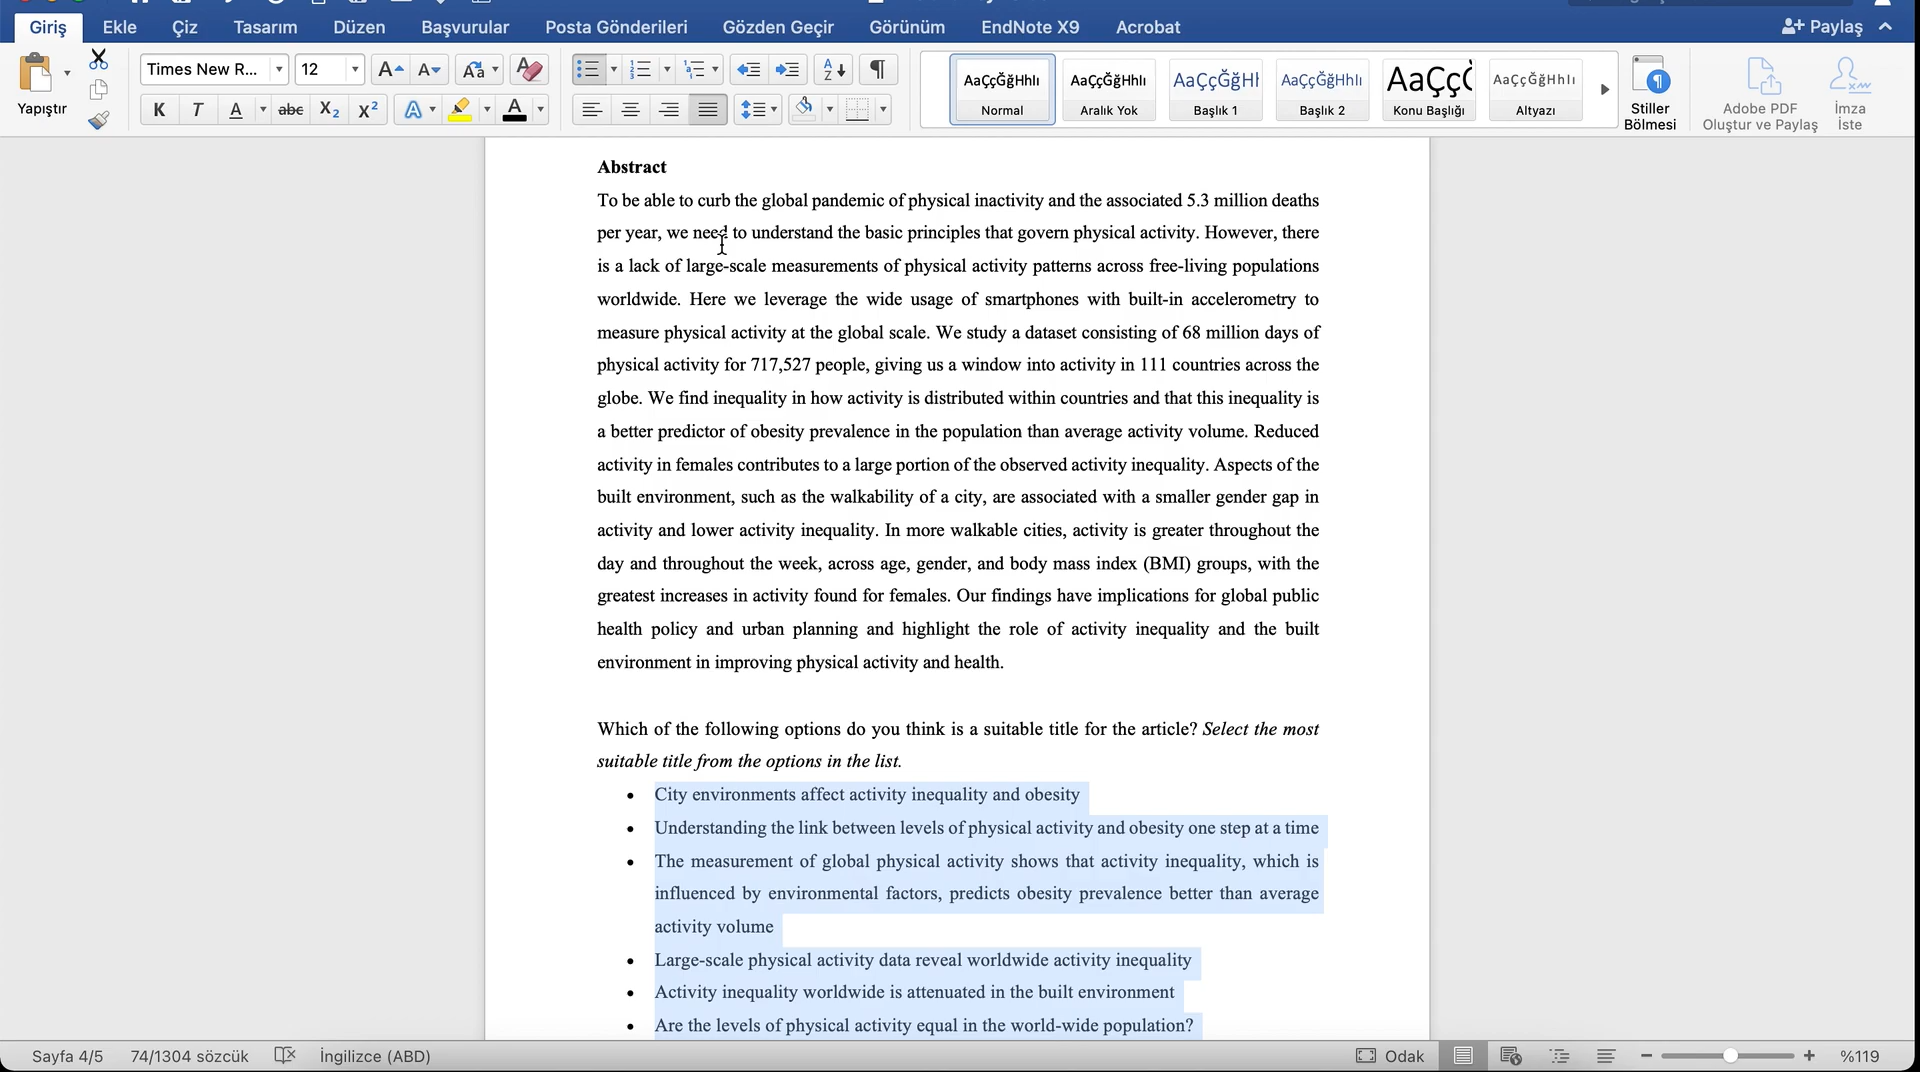 Giriş Ekle Çiz Tasarım Düzen Başvurular Posta Gönderileri Gözden Geçir Görünüm EndNote X9 Acrobat Paylaş
Yapıştır
Times New R... 12
K T A abc X2 X2 A A
AaÇçĞğHhIı AaÇçĞğHhIı AaÇçĞğHI AaÇçĞğHhIı AaÇçĞ AaÇçĞğHhIı
Normal Aralık Yok Başlık 1 Başlık 2 Konu Başlığı Altyazı
Stiller Bölmesi
Adobe PDF Oluştur ve Paylaş
İmza İste
Abstract
To be able to curb the global pandemic of physical inactivity and the associated 5.3 million deaths
per year, we need to understand the basic principles that govern physical activity. However, there
is a lack of large-scale measurements of physical activity patterns across free-living populations
worldwide. Here we leverage the wide usage of smartphones with built-in accelerometry to
measure physical activity at the global scale. We study a dataset consisting of 68 million days of
physical activity for 717,527 people, giving us a window into activity in 111 countries across the
globe. We find inequality in how activity is distributed within countries and that this inequality is
a better predictor of obesity prevalence in the population than average activity volume. Reduced
activity in females contributes to a large portion of the observed activity inequality. Aspects of the
built environment, such as the walkability of a city, are associated with a smaller gender gap in
activity and lower activity inequality. In more walkable cities, activity is greater throughout the
day and throughout the week, across age, gender, and body mass index (BMI) groups, with the
greatest increases in activity found for females. Our findings have implications for global public
health policy and urban planning and highlight the role of activity inequality and the built
environment in improving physical activity and health.
Which of the following options do you think is a suitable title for the article? Select the most
suitable title from the options in the list.
• City environments affect activity inequality and obesity
• Understanding the link between levels of physical activity and obesity one step at a time
• The measurement of global physical activity shows that activity inequality, which is
influenced by environmental factors, predicts obesity prevalence better than average
activity volume
• Large-scale physical activity data reveal worldwide activity inequality
• Activity inequality worldwide is attenuated in the built environment
• Are the levels of physical activity equal in the world-wide population?
Sayfa 4/5 74/1304 sözcük İngilizce (ABD) Odak %119